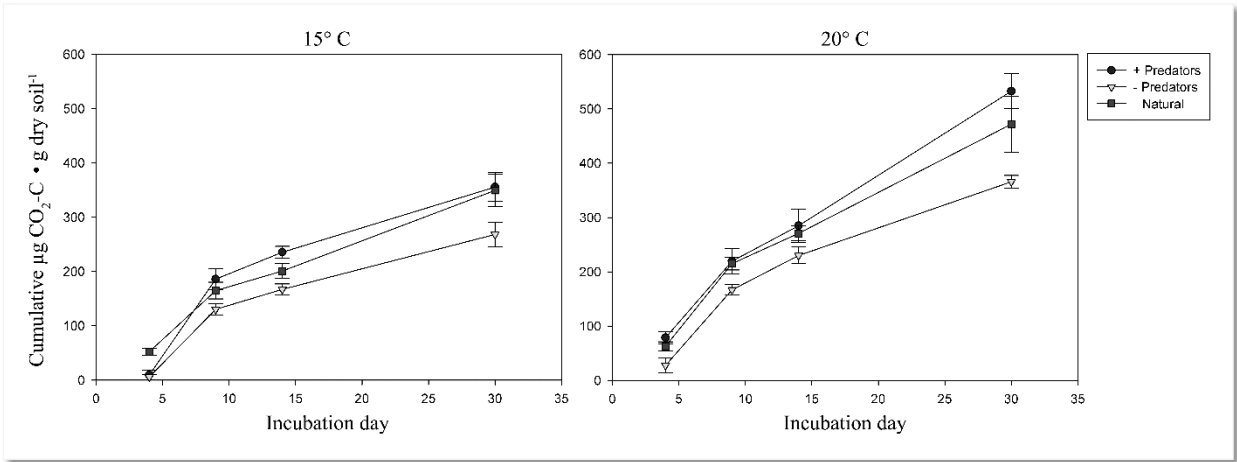 15° C
20° C
Cumulative µg CO₂-C • g dry soil⁻¹
600
500
400
300
200
100
0
0 5 10 15 20 25 30 35
Incubation day
600
500
400
300
200
100
0
0 5 10 15 20 25 30 35
Incubation day
+ Predators
- Predators
Natural